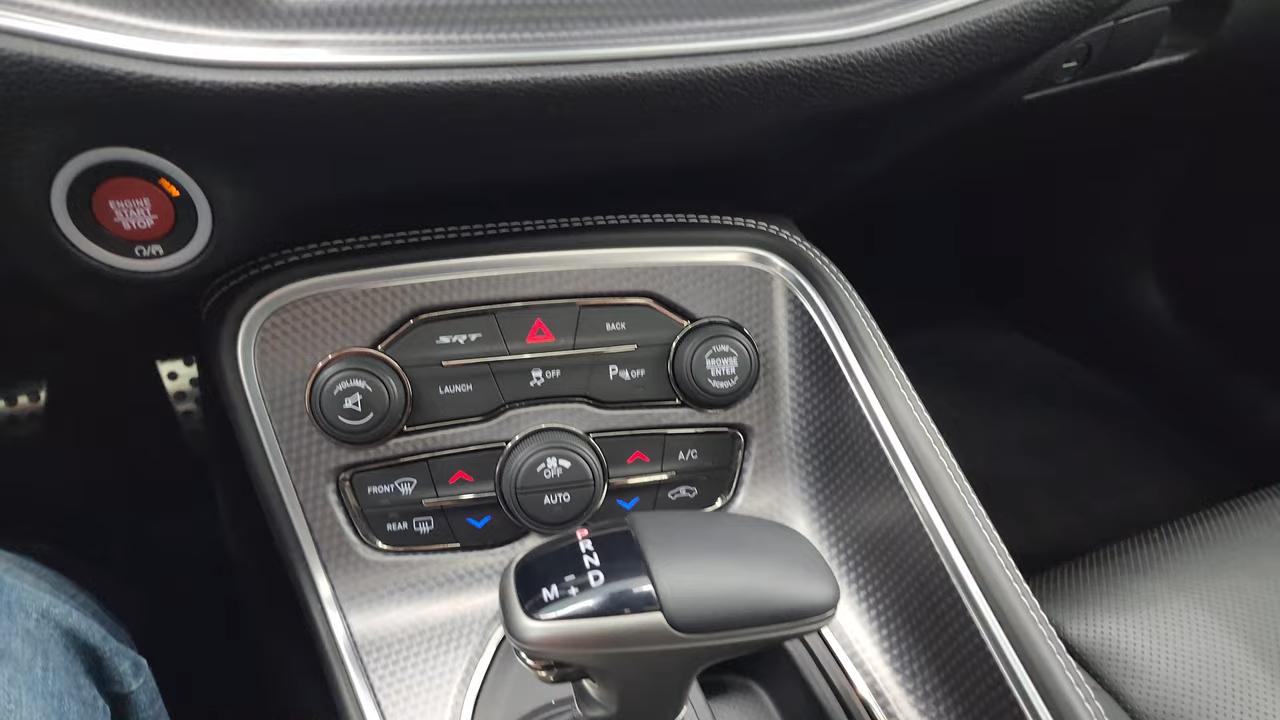 ENGINE
START
STOP
SRT
BACK
VOLUME
LAUNCH
OFF
P OFF
TUNE
BROWSE
ENTER
SCROLL
FRONT
OFF
AUTO
A/C
REAR
P
R
N
D
M
-
+